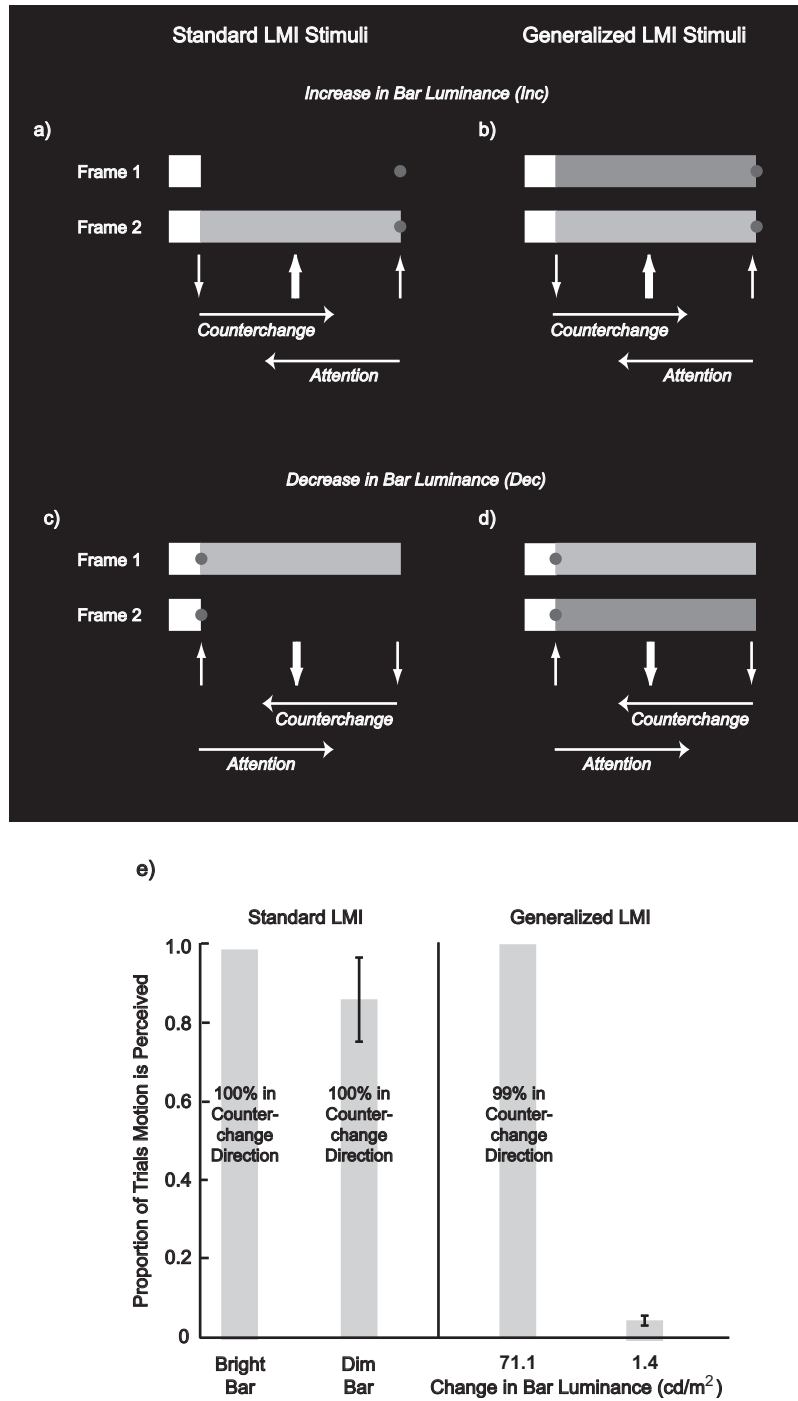 Standard LMI Stimuli
Generalized LMI Stimuli
Increase in Bar Luminance (Inc)
a)
b)
Frame 1
Frame 2
Counterchange
Attention
Counterchange
Attention
Decrease in Bar Luminance (Dec)
c)
d)
Frame 1
Frame 2
Counterchange
Attention
Counterchange
Attention
e)
Standard LMI
Generalized LMI
Proportion of Trials Motion is Perceived
1.0
0.8
0.6
0.4
0.2
0
100% in
Counter-
change
Direction
100% in
Counter-
change
Direction
99% in
Counter-
change
Direction
Bright
Bar
Dim
Bar
71.1
1.4
Change in Bar Luminance (cd/m²)